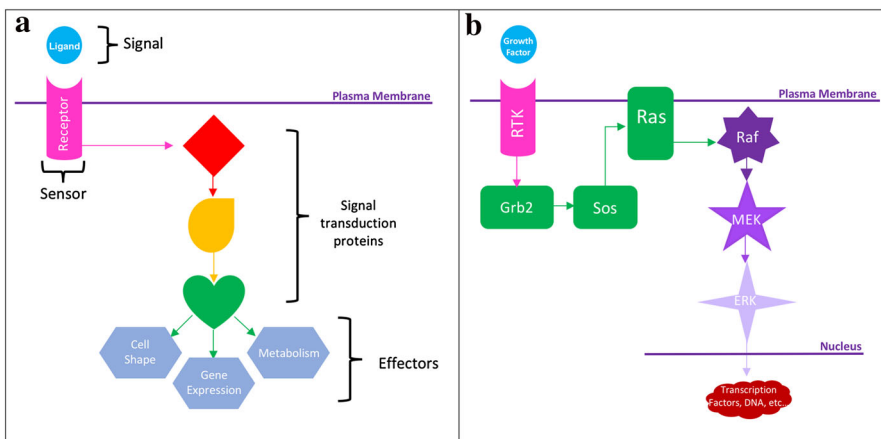 a
Ligand
Signal
Plasma Membrane
Receptor
Sensor
Signal
transduction
proteins
Cell
Shape
Gene
Expression
Metabolism
Effectors
b
Growth
Factor
Plasma Membrane
RTK
Ras
Raf
Grb2
Sos
MEK
ERK
Nucleus
Transcription
Factors, DNA, etc..